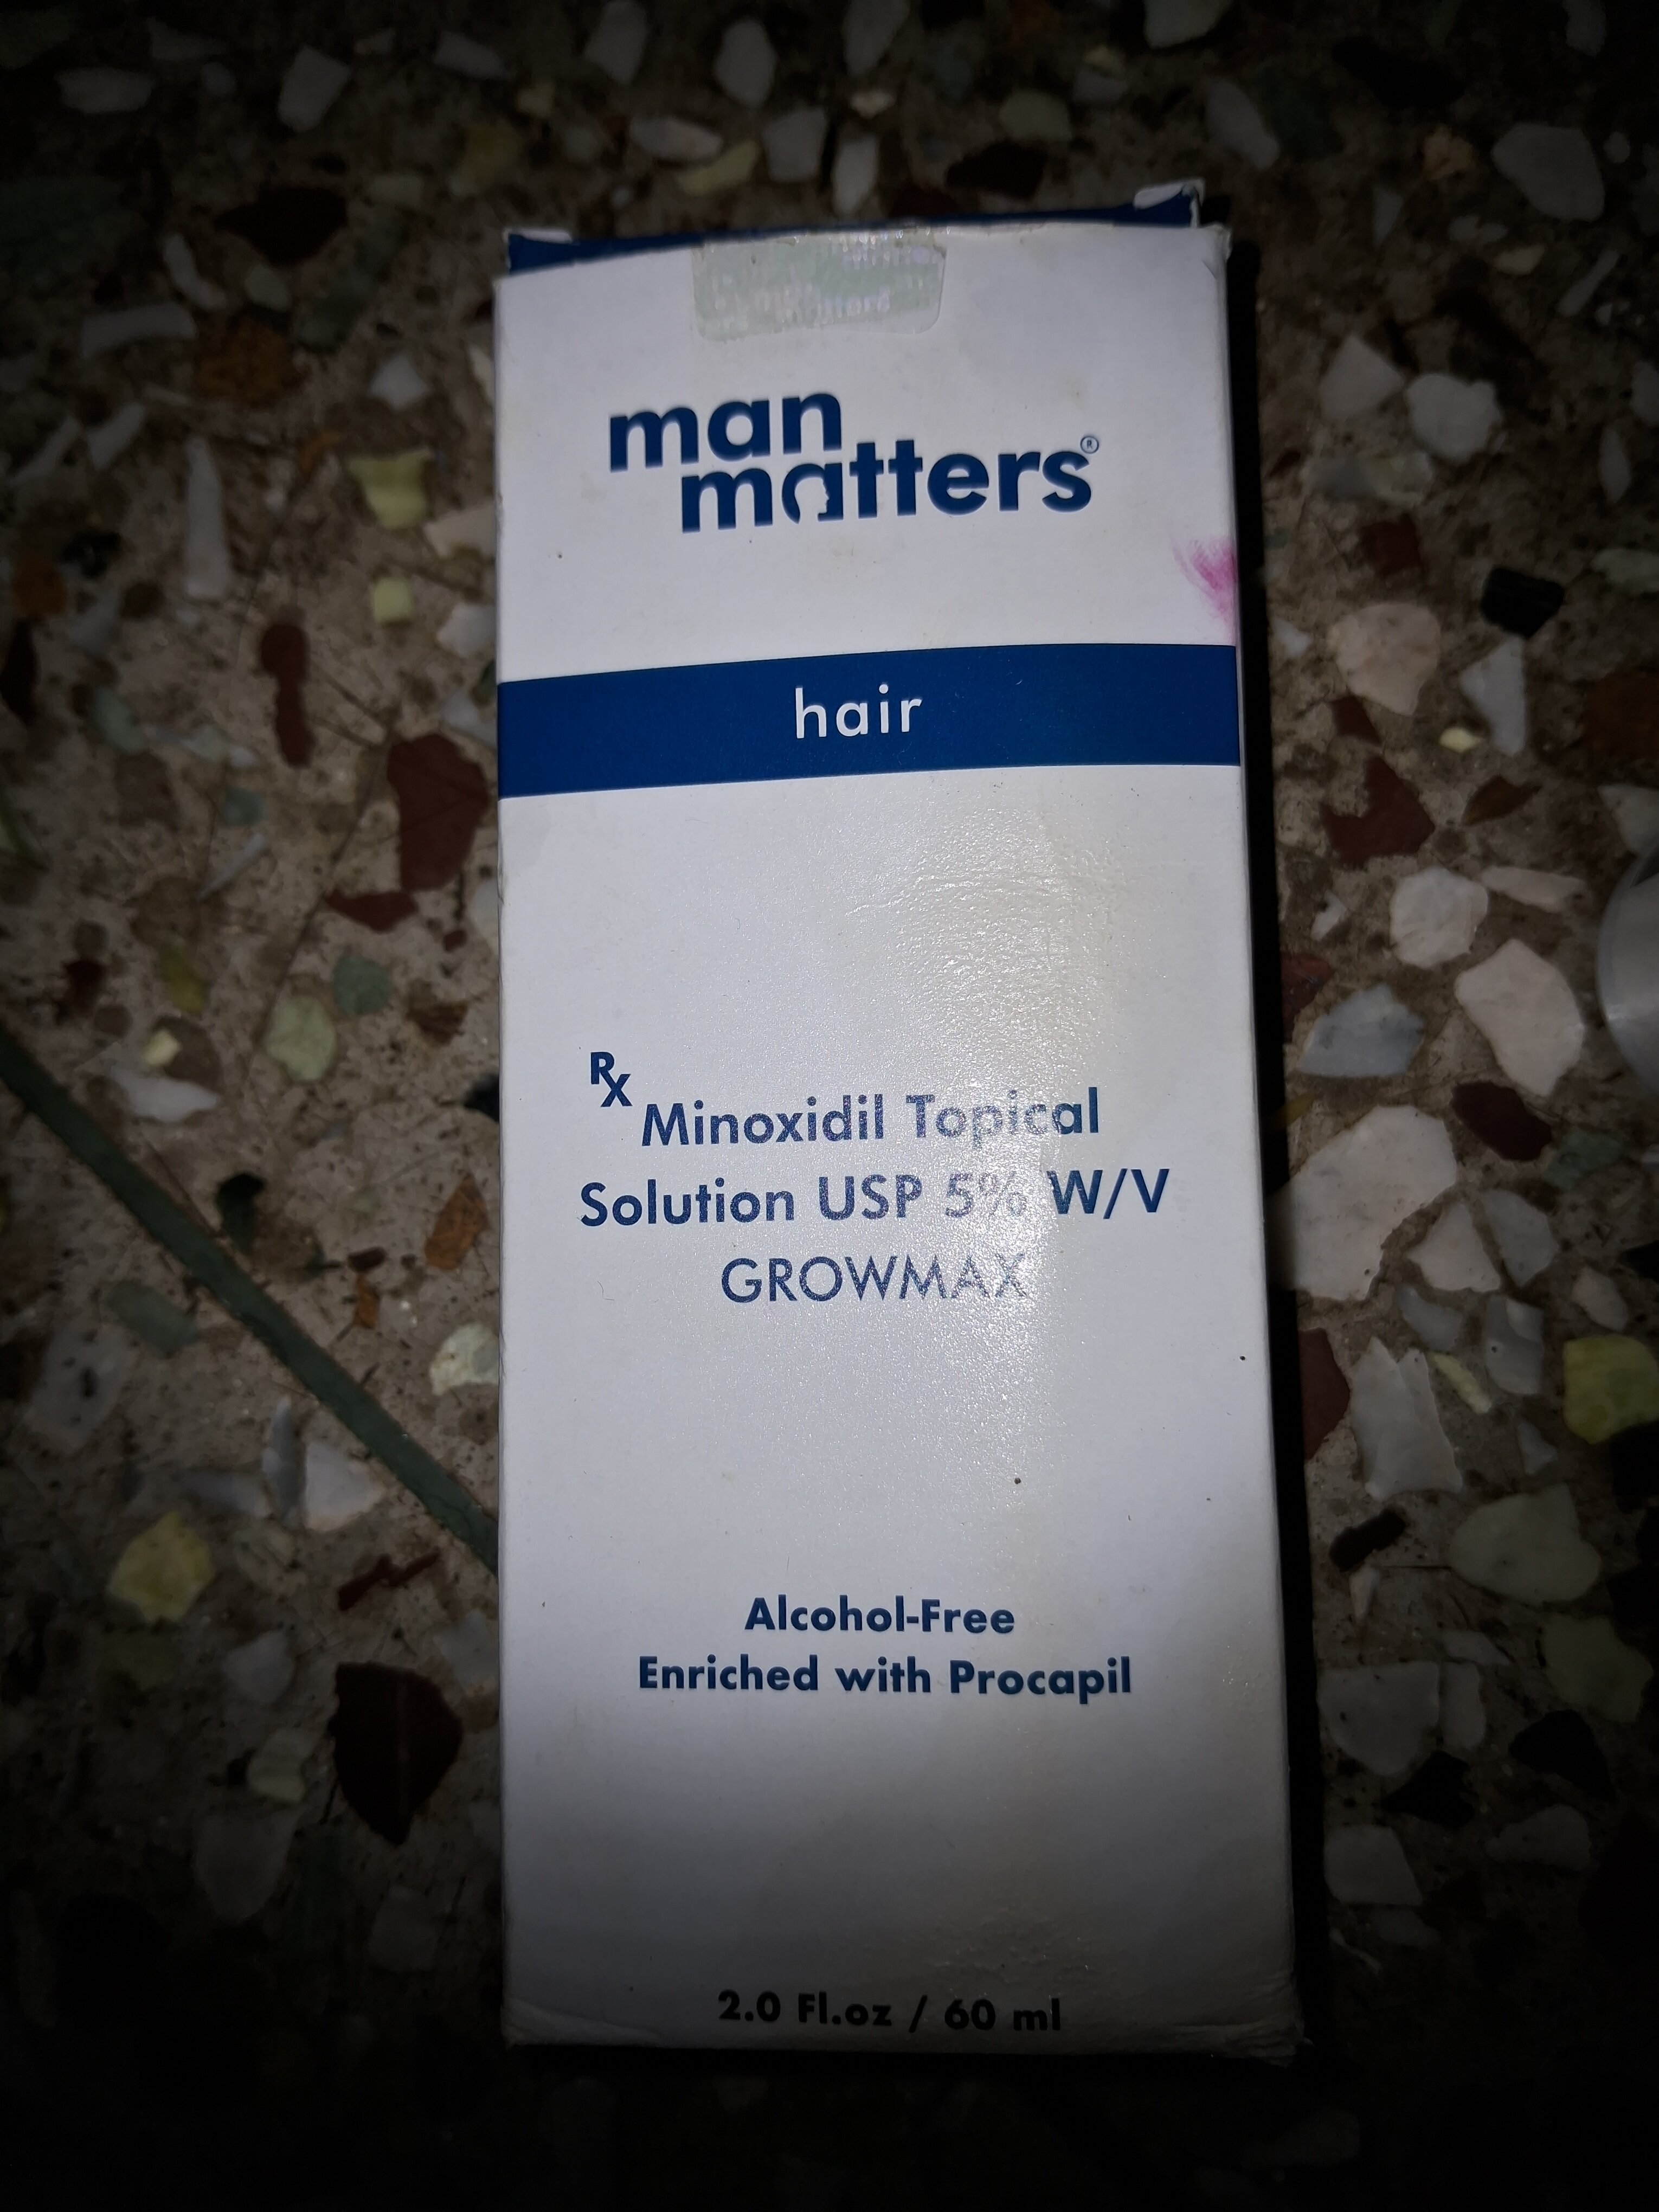 man
matters®
hair
Rx Minoxidil Topical
Solution USP 5% W/V
GROWMAX
Alcohol-Free
Enriched with Procapil
2.0 Fl.oz / 60 ml